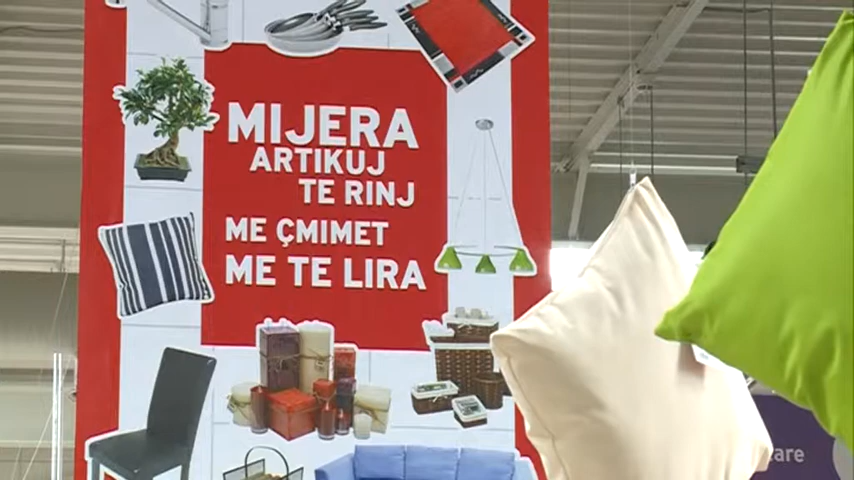 MIJERA
ARTIKUJ
TE RINJ
ME ÇMIMET
ME TE LIRA